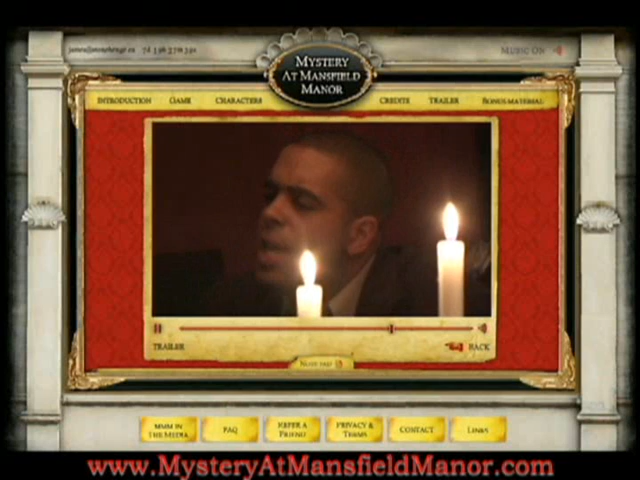 MUSIC ON
MYSTERY
AT MANSFIELD
MANOR
INTRODUCTION GAME CHARACTERS CREDITS TRAILER BONUS MATERIAL
TRAILER BACK
MMM IN
THE MEDIA
FAQ
REFER A
FRIEND
PRIVACY &
TERMS
CONTACT
LINKS
www.MysteryAtMansfieldManor.com